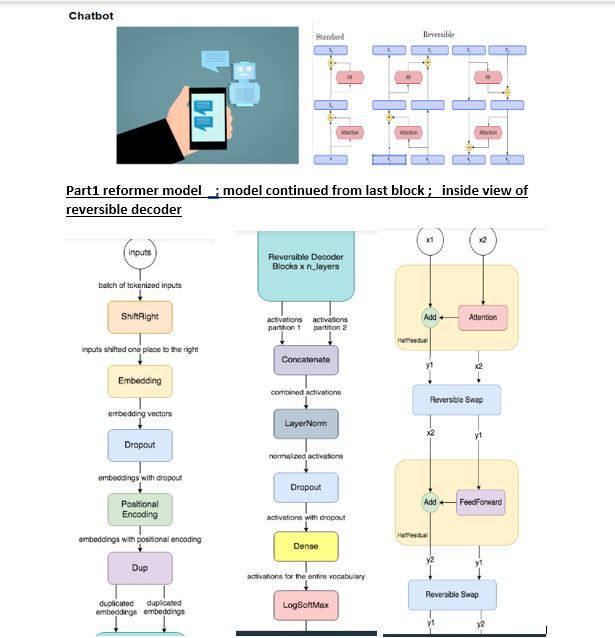 Chatbot
Standard
Reversible
Y₁
Y₂
FF
FF
FF
Attention
Attention
Attention
Part1 reformer model _; model continued from last block ; inside view of
reversible decoder
inputs
batch of tokenized inputs
ShiftRight
inputs shifted one place to the right
Embedding
embedding vectors
Dropout
embeddings with dropout
Positional
Encoding
embeddings with positional encoding
Dup
duplicated
embeddings
duplicated
embeddings
Reversible Decoder
Blocks x n_layers
activations
partition 1
activations
partition 2
Concatenate
combined activations
LayerNorm
normalized activations
Dropout
activations with dropout
Dense
activations for the entire vocabulary
LogSoftMax
x1
x2
Add
Attention
HalfResidual
y1
x2
Reversible Swap
x2
y1
Add
FeedForward
HalfResidual
y2
y1
Reversible Swap
y1
y2